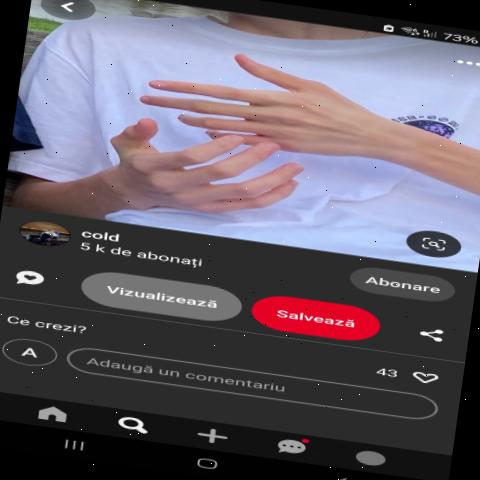 73%
cold
5 k de abonați
Abonare
Vizualizează
Salvează
Ce crezi?
43
A
Adaugă un comentariu